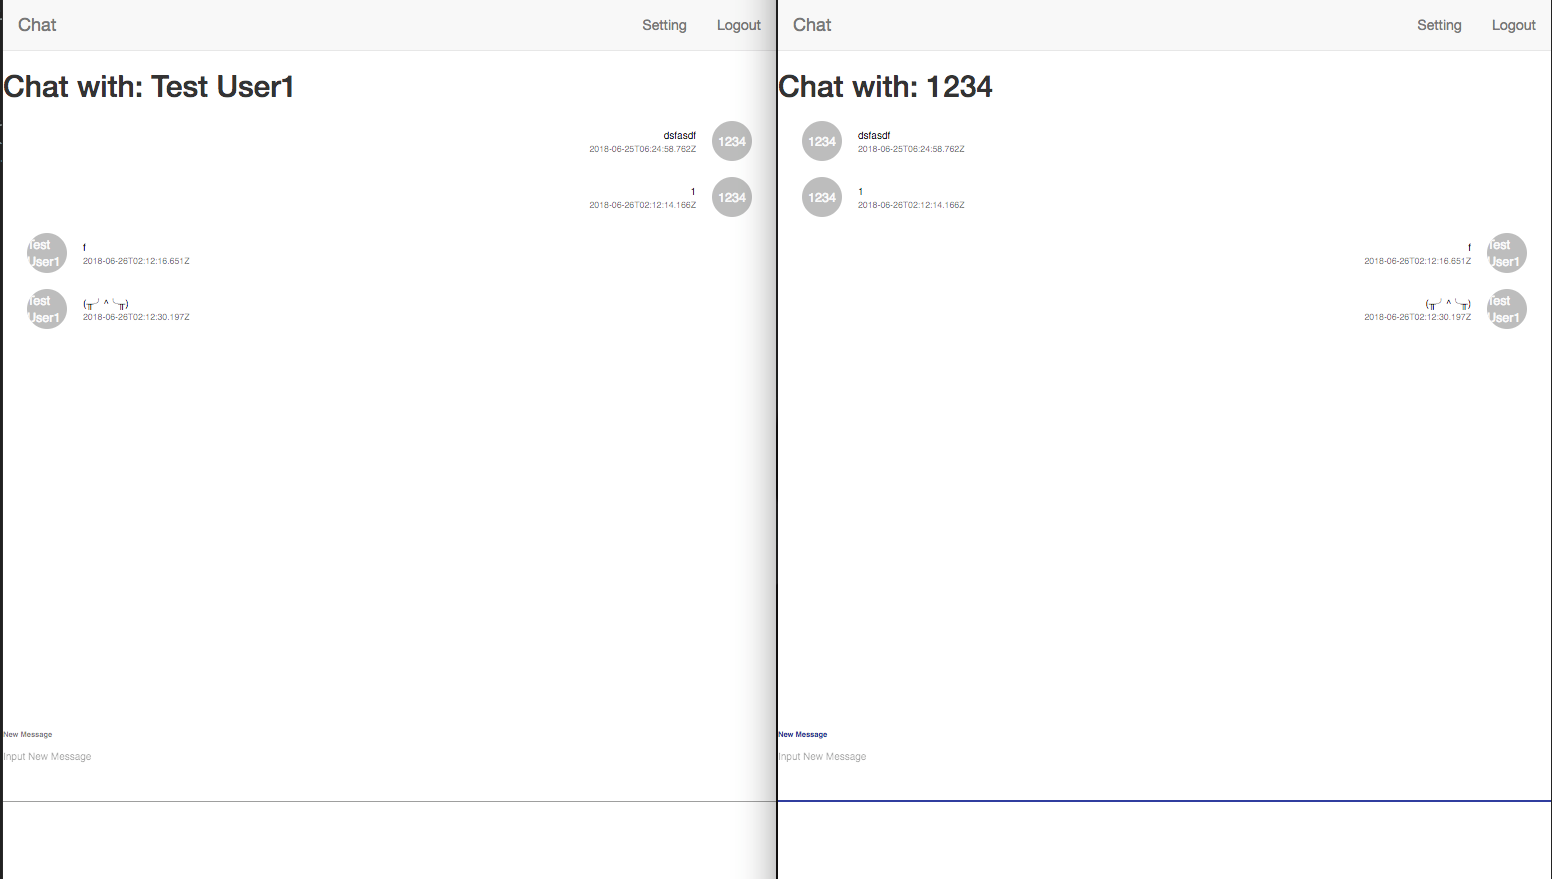 Chat Setting Logout
Chat with: Test User1
dsfasdf
2018-06-25T06:24:58.762Z
1234
1
2018-06-26T02:12:14.166Z
1234
Test
User1
f
2018-06-26T02:12:16.651Z
Test
User1
(╥╯^╰╥)
2018-06-26T02:12:30.197Z
New Message
Input New Message
Chat Setting Logout
Chat with: 1234
1234
dsfasdf
2018-06-25T06:24:58.762Z
1234
1
2018-06-26T02:12:14.166Z
f
2018-06-26T02:12:16.651Z
Test
User1
(╥╯^╰╥)
2018-06-26T02:12:30.197Z
Test
User1
New Message
Input New Message